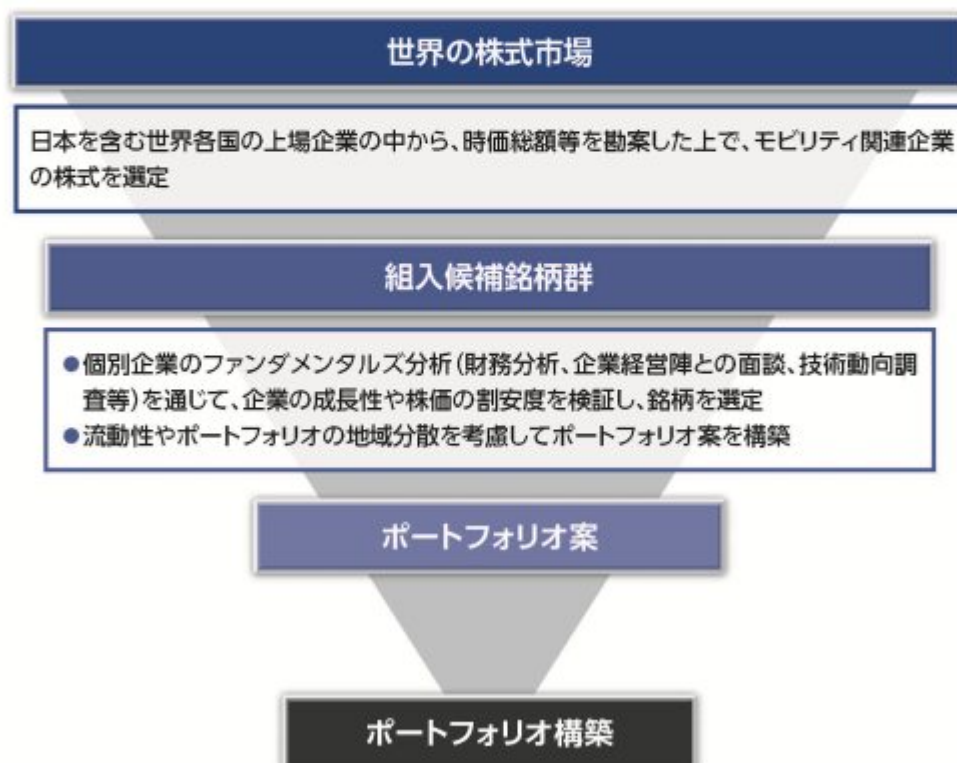 世界の株式市場
日本を含む世界各国の上場企業の中から、時価総額等を勘案した上で、モビリティ関連企業
の株式を選定
組入候補銘柄群
●個別企業のファンダメンタルズ分析(財務分析、企業経営陣との面談、技術動向調
査等)を通じて、企業の成長性や株価の割安度を検証し、銘柄を選定
●流動性やポートフォリオの地域分散を考慮してポートフォリオ案を構築
ポートフォリオ案
ポートフォリオ構築